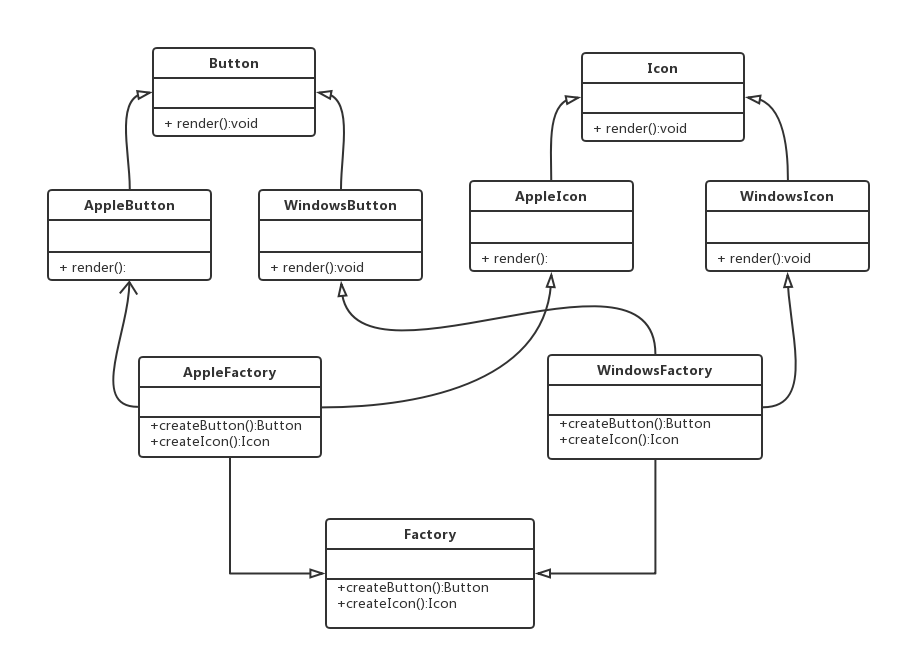 Button
+ render():void
Icon
+ render():void
AppleButton
+ render():
WindowsButton
+ render():void
AppleIcon
+ render():
WindowsIcon
+ render():void
AppleFactory
+createButton():Button
+createIcon():Icon
WindowsFactory
+createButton():Button
+createIcon():Icon
Factory
+createButton():Button
+createIcon():Icon